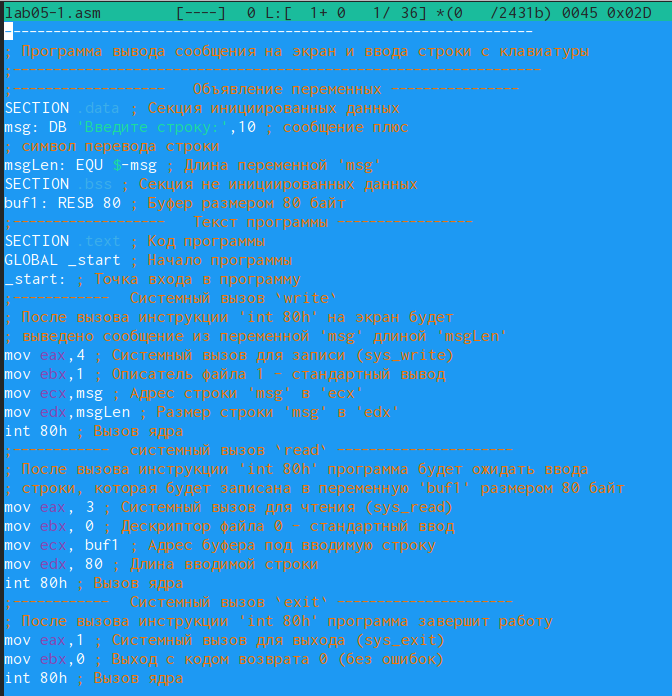 lab05-1.asm [----] 0 L:[ 1+ 0 1/ 36] *(0 /2431b) 0045 0x02D
------------------------------------------------------------
; Программа вывода сообщения на экран и ввода строки с клавиатуры
;------------------------------------------------------------
;------------------ Объявление переменных ---------------
SECTION .data ; Секция инициированных данных
msg: DB 'Введите строку:',10 ; сообщение плюс
; символ перевода строки
msgLen: EQU $-msg ; Длина переменной 'msg'
SECTION .bss ; Секция не инициированных данных
buf1: RESB 80 ; Буфер размером 80 байт
;------------------ Текст программы ----------------
SECTION .text ; Код программы
GLOBAL _start ; Начало программы
_start: ; Точка входа в программу
;------------ Системный вызов `write`
; После вызова инструкции 'int 80h' на экран будет
; выведено сообщение из переменной 'msg' длиной 'msgLen'
mov eax,4 ; Системный вызов для записи (sys_write)
mov ebx,1 ; Описатель файла 1 - стандартный вывод
mov ecx,msg ; Адрес строки 'msg' в 'ecx'
mov edx,msgLen ; Размер строки 'msg' в 'edx'
int 80h ; Вызов ядра
;------------ системный вызов `read` ----------------------
; После вызова инструкции 'int 80h' программа будет ожидать ввода
; строки, которая будет записана в переменную 'buf1' размером 80 байт
mov eax, 3 ; Системный вызов для чтения (sys_read)
mov ebx, 0 ; Дескриптор файла 0 - стандартный ввод
mov ecx, buf1 ; Адрес буфера под вводимую строку
mov edx, 80 ; Длина вводимой строки
int 80h ; Вызов ядра
;------------ Системный вызов `exit` ----------------------
; После вызова инструкции 'int 80h' программа завершит работу
mov eax,1 ; Системный вызов для выхода (sys_exit)
mov ebx,0 ; Выход с кодом возврата 0 (без ошибок)
int 80h ; Вызов ядра